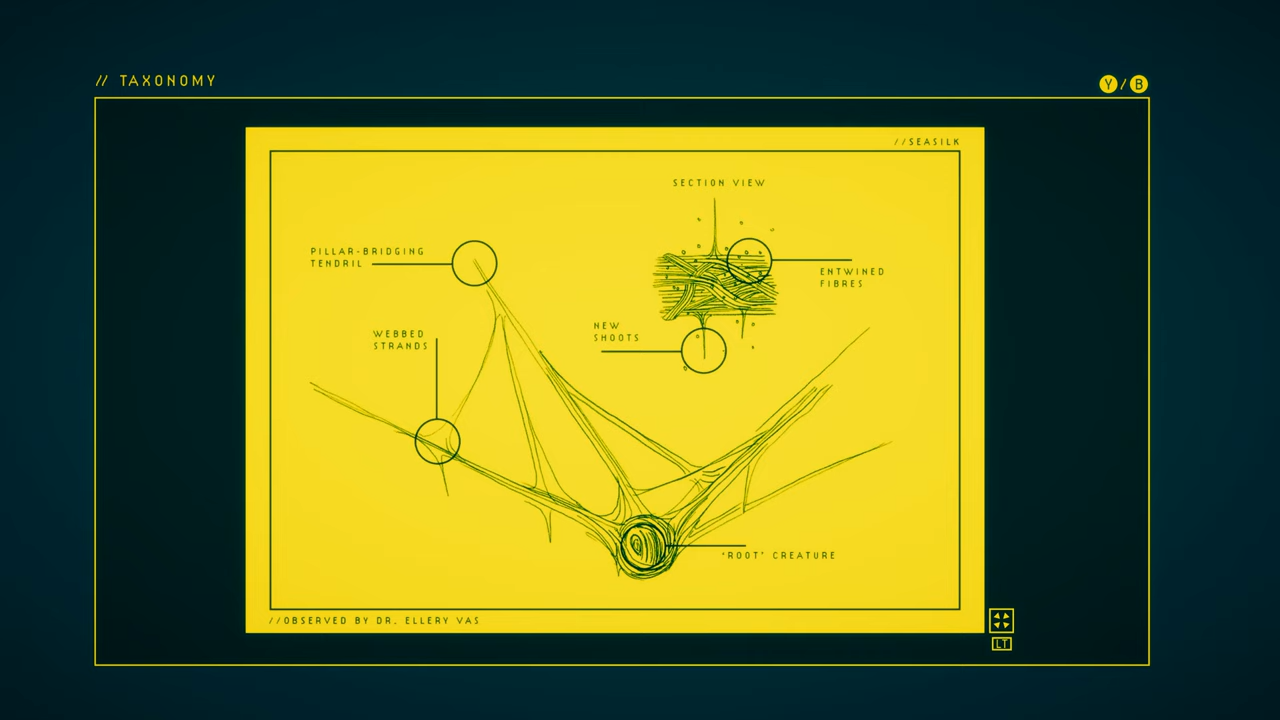 // TAXONOMY
Y / B
//SEASILK
SECTION VIEW
PILLAR-BRIDGING
TENDRIL
ENTWINED
FIBRES
NEW
SHOOTS
WEBBED
STRANDS
'ROOT' CREATURE
//OBSERVED BY DR. ELLERY VAS
LT